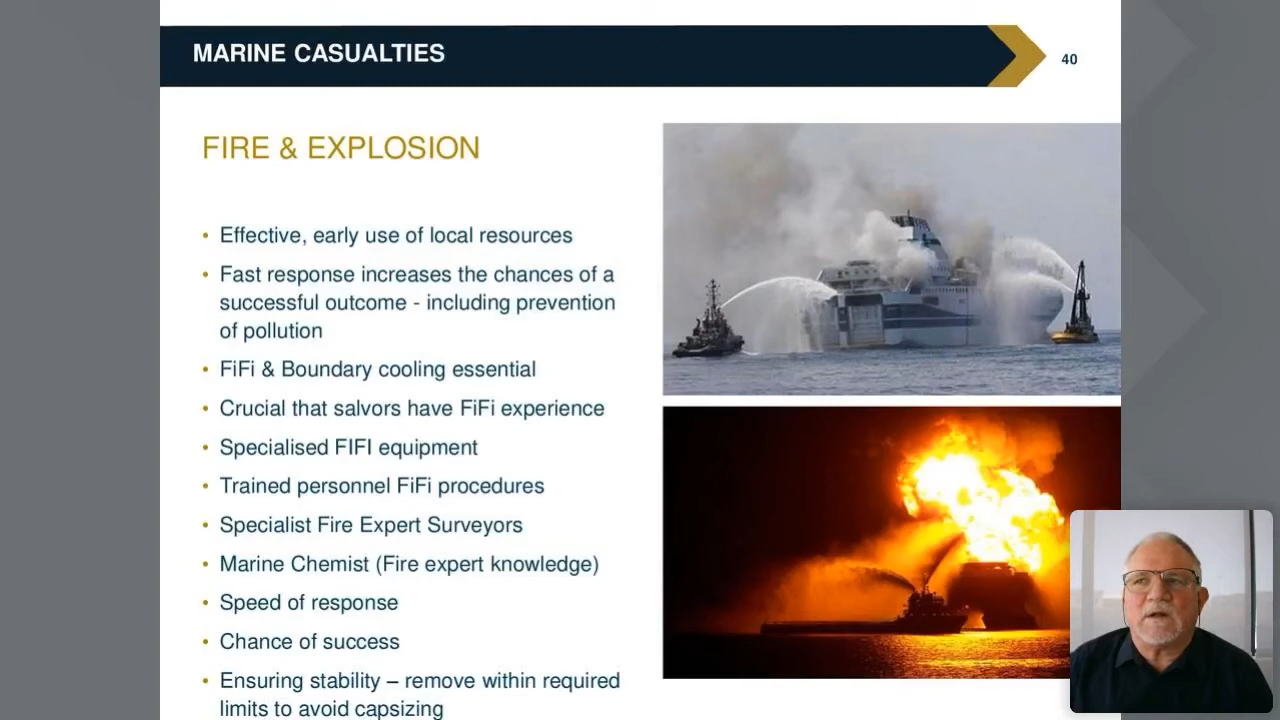 MARINE CASUALTIES
40
FIRE & EXPLOSION
• Effective, early use of local resources
• Fast response increases the chances of a
successful outcome - including prevention
of pollution
• FiFi & Boundary cooling essential
• Crucial that salvors have FiFi experience
• Specialised FIFI equipment
• Trained personnel FiFi procedures
• Specialist Fire Expert Surveyors
• Marine Chemist (Fire expert knowledge)
• Speed of response
• Chance of success
• Ensuring stability – remove within required
limits to avoid capsizing